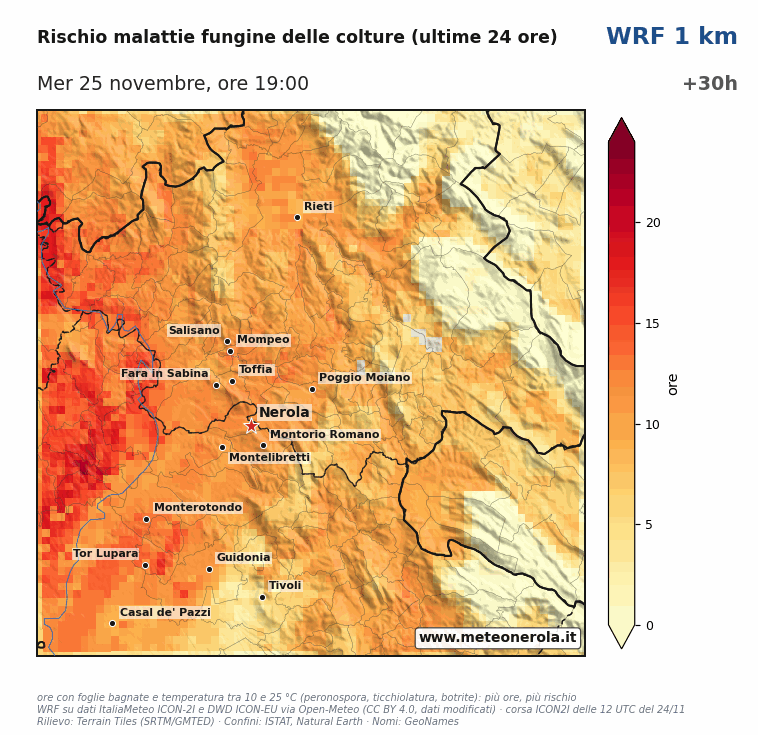 Rischio malattie fungine delle colture (ultime 24 ore)
WRF 1 km
Mer 25 novembre, ore 19:00
+30h
Rieti
Salisano
Mompeo
Fara in Sabina
Toffia
Poggio Moiano
Nerola
Montorio Romano
Montelibretti
Monterotondo
Tor Lupara
Guidonia
Tivoli
Casal de' Pazzi
www.meteonerola.it
20
15
10
5
0
ore
ore con foglie bagnate e temperatura tra 10 e 25 °C (peronospora, ticchiolatura, botrite): più ore, più rischio
WRF su dati ItaliaMeteo ICON-2I e DWD ICON-EU via Open-Meteo (CC BY 4.0, dati modificati) · corsa ICON2I delle 12 UTC del 24/11
Rilievo: Terrain Tiles (SRTM/GMTED) · Confini: ISTAT, Natural Earth · Nomi: GeoNames